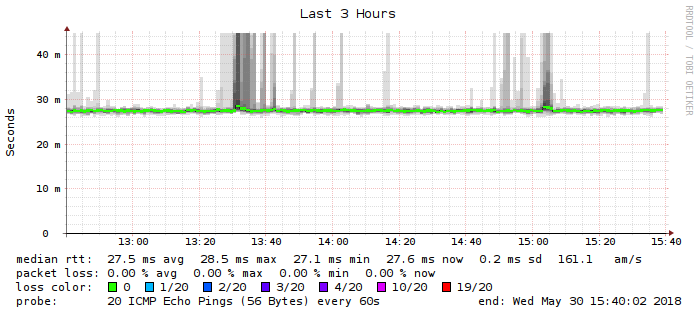 Last 3 Hours
RRDTOOL / TOBI OETIKER
Seconds
40 m
30 m
20 m
10 m
0
13:00 13:20 13:40 14:00 14:20 14:40 15:00 15:20 15:40
median rtt: 27.5 ms avg 28.5 ms max 27.1 ms min 27.6 ms now 0.2 ms sd 161.1 am/s
packet loss: 0.00 % avg 0.00 % max 0.00 % min 0.00 % now
loss color: 0 1/20 2/20 3/20 4/20 10/20 19/20
probe: 20 ICMP Echo Pings (56 Bytes) every 60s end: Wed May 30 15:40:02 2018